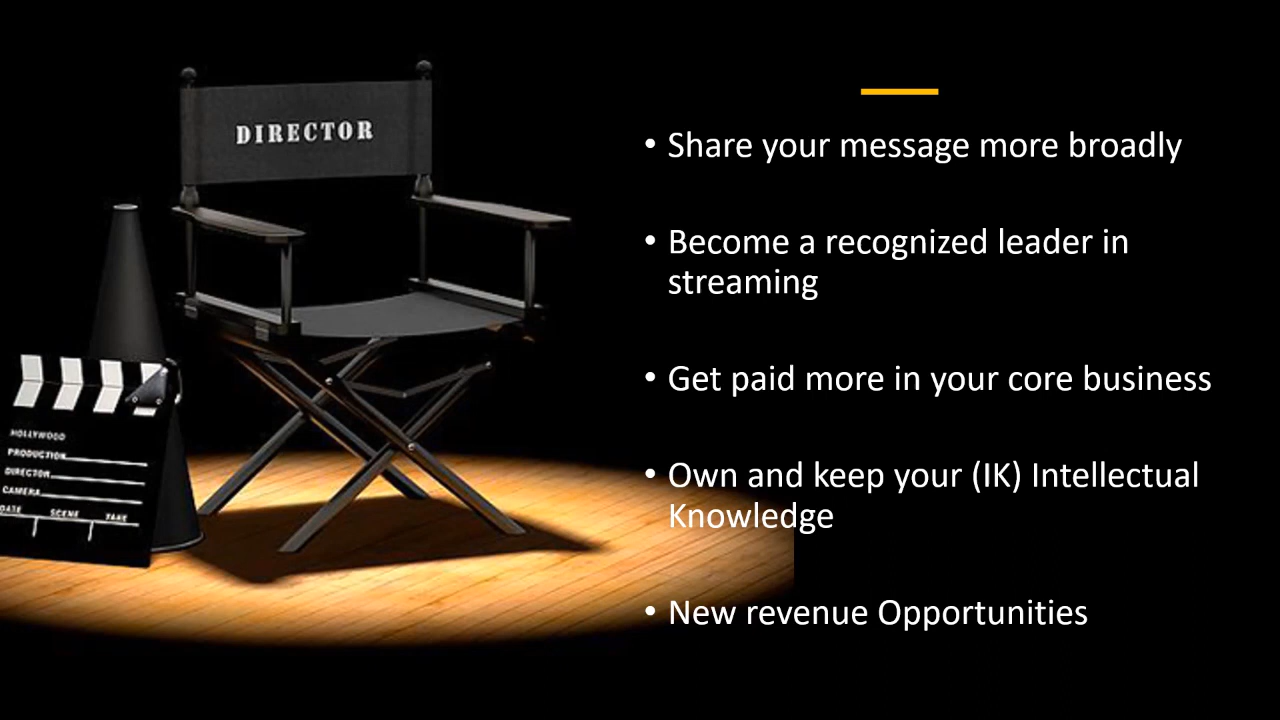 DIRECTOR
HOLLYWOOD
PRODUCTION
DIRECTOR
CAMERA
DATE SCENE TAKE
• Share your message more broadly
• Become a recognized leader in
streaming
• Get paid more in your core business
• Own and keep your (IK) Intellectual
Knowledge
• New revenue Opportunities